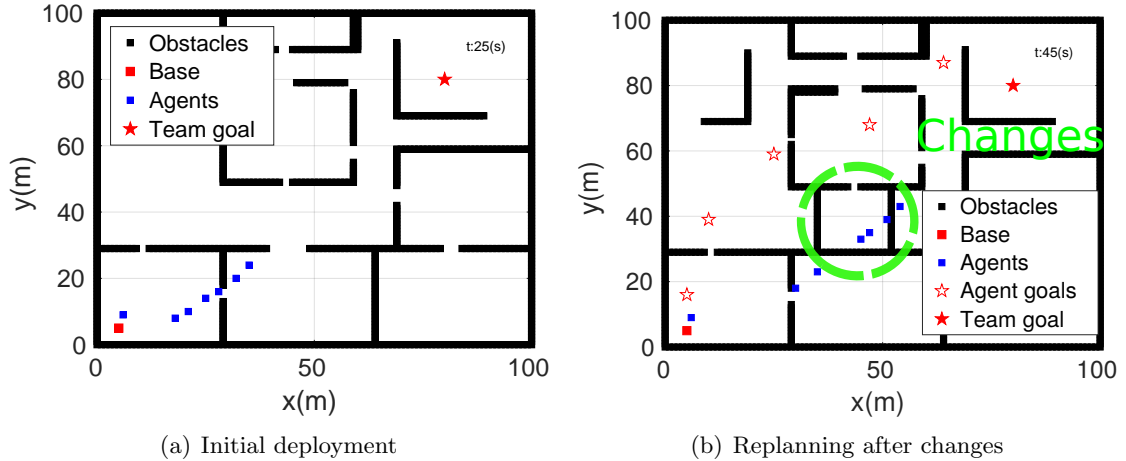 100
80
60
40
20
0
y(m)
Obstacles
Base
Agents
Team goal
t:25(s)
0
50
100
x(m)
(a) Initial deployment
100
80
60
40
20
0
y(m)
t:45(s)
Changes
Obstacles
Base
Agents
Agent goals
Team goal
0
50
100
x(m)
(b) Replanning after changes